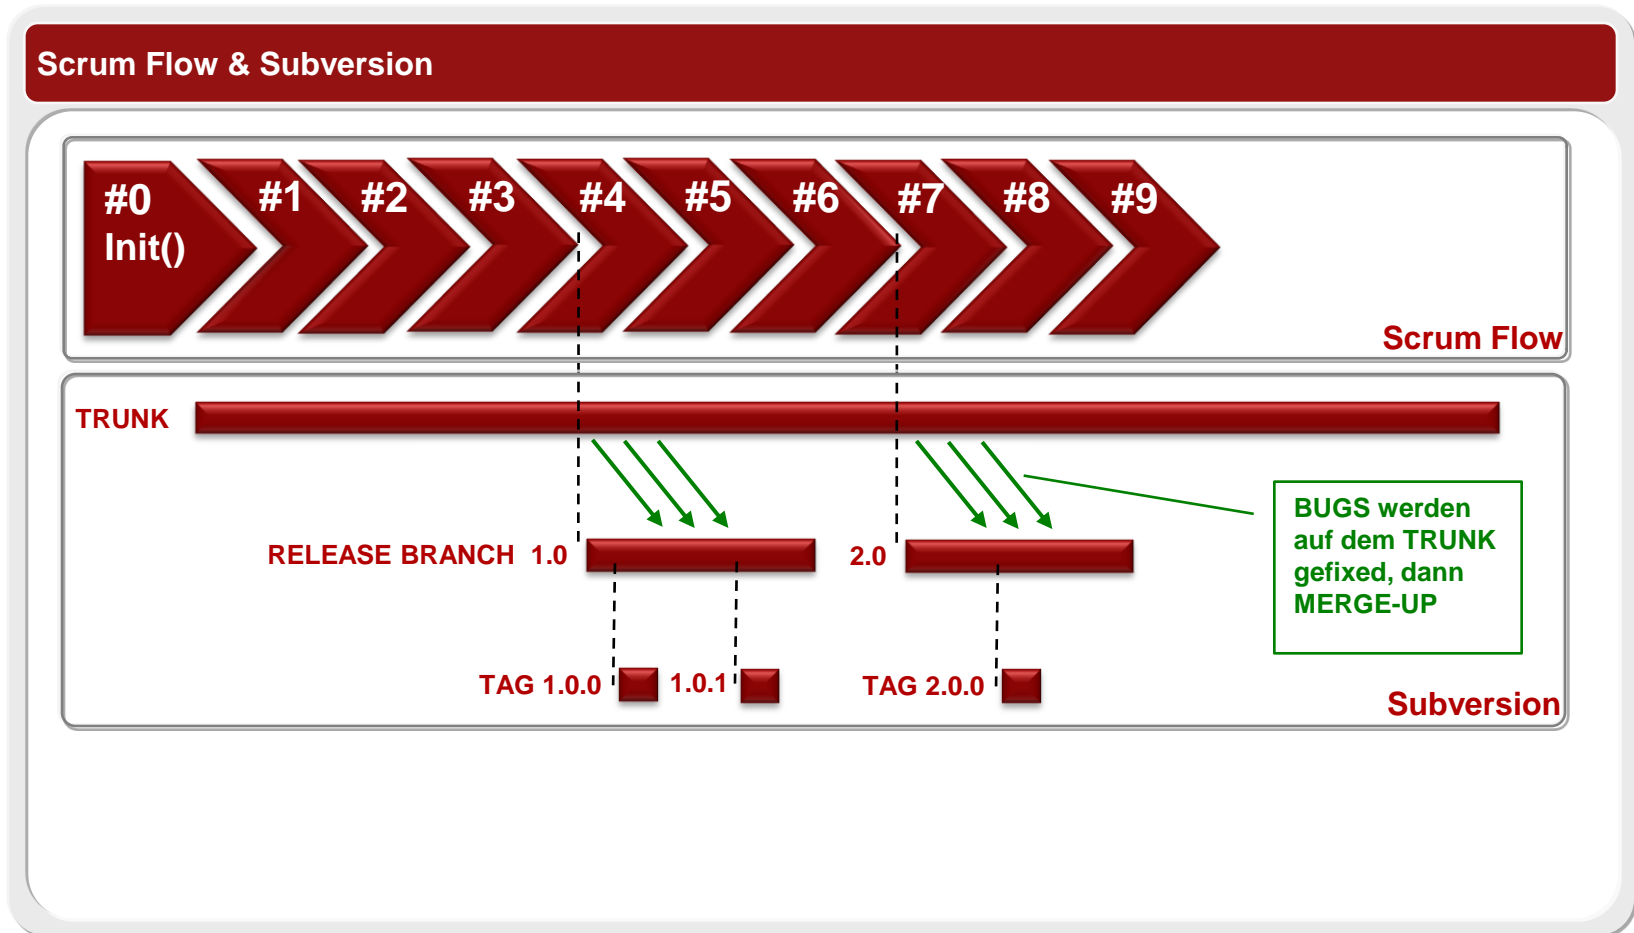 Scrum Flow & Subversion
#0
Init()
#1
#2
#3
#4
#5
#6
#7
#8
#9
Scrum Flow
TRUNK
RELEASE BRANCH 1.0
2.0
BUGS werden
auf dem TRUNK
gefixed, dann
MERGE-UP
TAG 1.0.0
1.0.1
TAG 2.0.0
Subversion